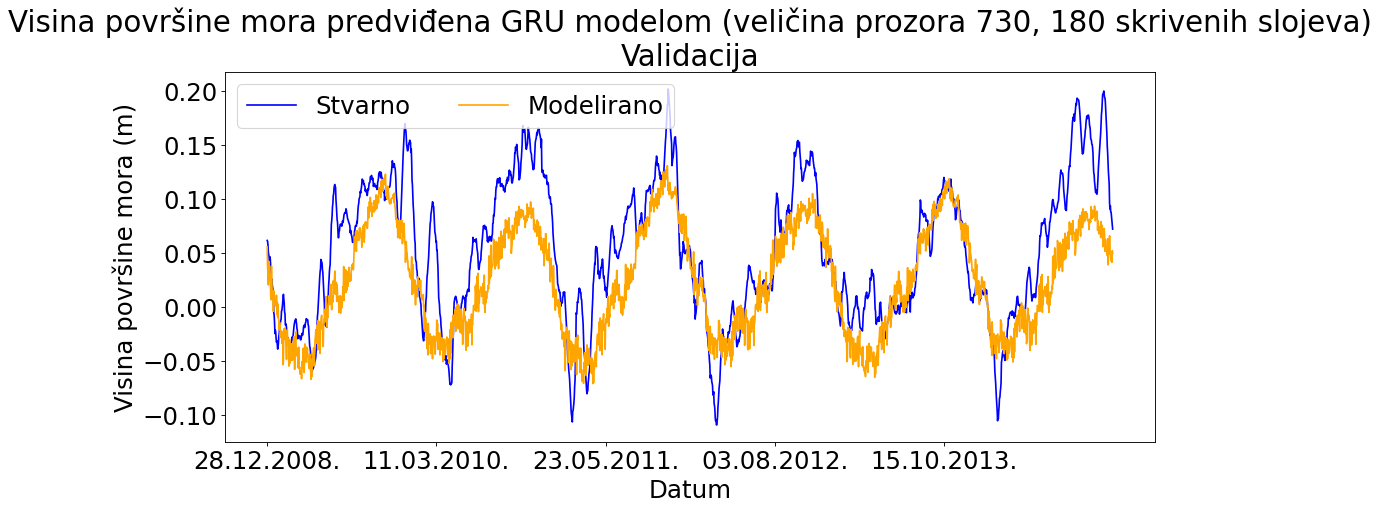 Visina površine mora predviđena GRU modelom (veličina prozora 730, 180 skrivenih slojeva)
Validacija
Stvarno
Modelirano
Visina površine mora (m)
0.20
0.15
0.10
0.05
0.00
−0.05
−0.10
28.12.2008.
11.03.2010.
23.05.2011.
03.08.2012.
15.10.2013.
Datum